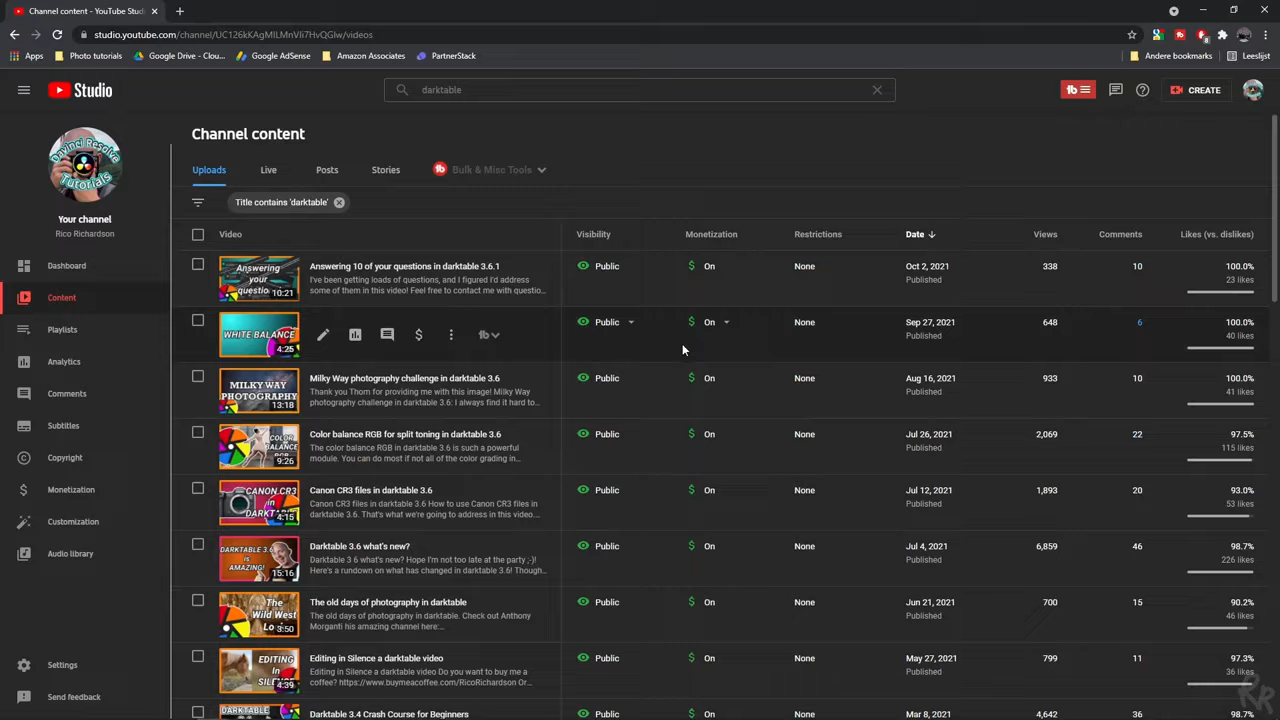 Channel content - YouTube Studi
studio.youtube.com/channel/UC126kKAgMILMnVli7HvQGlw/videos
Apps
Photo tutorials
Google Drive - Clou...
Google AdSense
Amazon Associates
PartnerStack
Andere bookmarks
Leeslijst
Studio
darktable
CREATE
Davinci Resolve
Tutorials
Your channel
Rico Richardson
Dashboard
Content
Playlists
Analytics
Comments
Subtitles
Copyright
Monetization
Customization
Audio library
Settings
Send feedback
Channel content
Uploads
Live
Posts
Stories
Bulk & Misc Tools
Title contains 'darktable'
Video
Visibility
Monetization
Restrictions
Date
Views
Comments
Likes (vs. dislikes)
Answering
your
questio
10:21
Answering 10 of your questions in darktable 3.6.1
I've been getting loads of questions, and I figured I'd address
some of them in this video! Feel free to contact me with questio...
Public
On
None
Oct 2, 2021
Published
338
10
100.0%
23 likes
WHITE BALANCE
4:25
Public
On
None
Sep 27, 2021
Published
648
6
100.0%
40 likes
MILKY WAY
PHOTOGRAPHY
13:18
Milky Way photography challenge in darktable 3.6
Thank you Thom for providing me with this image! Milky Way
photography challenge in darktable 3.6: I always find it hard to...
Public
On
None
Aug 16, 2021
Published
933
10
100.0%
41 likes
COLOR
BALANCE
RGB
9:26
Color balance RGB for split toning in darktable 3.6
The color balance RGB in darktable 3.6 is such a powerful
module. You can do most if not all of the color grading in...
Public
On
None
Jul 26, 2021
Published
2,069
22
97.5%
115 likes
CANON CR3
in
DARKT
4:15
Canon CR3 files in darktable 3.6
Canon CR3 files in darktable 3.6 How to use Canon CR3 files in
darktable 3.6. That's what we're going to address in this video...
Public
On
None
Jul 12, 2021
Published
1,893
20
93.0%
53 likes
DARKTABLE 3.6
IS
AMAZING!
15:16
Darktable 3.6 what's new?
Darktable 3 6 what's new? Hope I'm not too late at the party ;-)!
Here's a rundown on what has changed in darktable 3.6! Though...
Public
On
None
Jul 4, 2021
Published
6,859
46
98.7%
226 likes
The
Wild West
Lo
3:50
The old days of photography in darktable
The old days of photography in darktable. Check out Anthony
Morganti his amazing channel here:...
Public
On
None
Jun 21, 2021
Published
700
15
90.2%
46 likes
EDITING
IN
SILENCE
4:39
Editing in Silence a darktable video
Editing in Silence a darktable video Do you want to buy me a
coffee? https://www.buymeacoffee.com/RicoRichardson Or...
Public
On
None
May 27, 2021
Published
799
11
97.3%
36 likes
DARKTABLE
Darktable 3.4 Crash Course for Beginners
Public
On
None
Mar 8, 2021
4,642
36
98.7%